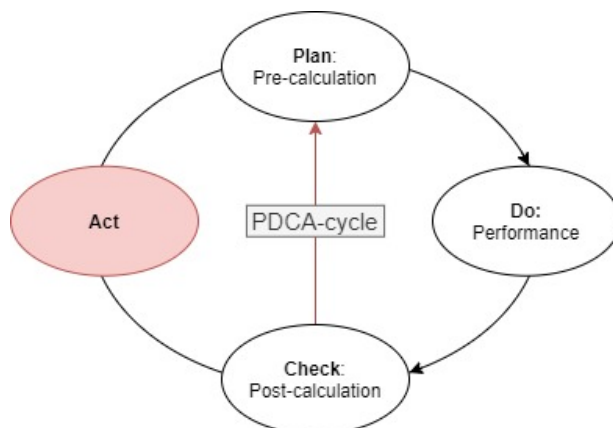 Plan:
Pre-calculation
Act
PDCA-cycle
Do:
Performance
Check:
Post-calculation